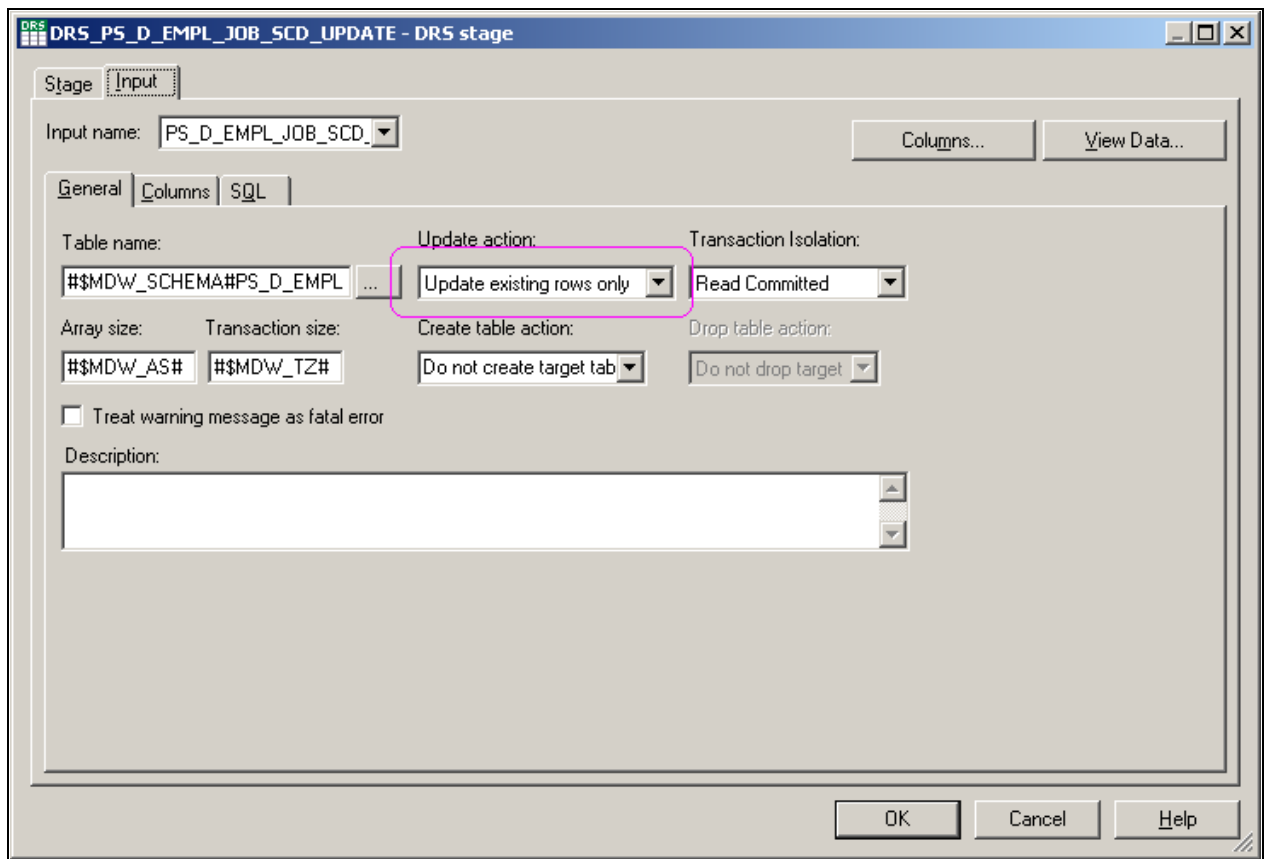 DRS DRS_PS_D_EMPL_JOB_SCD_UPDATE - DRS stage
Stage Input
Input name: PS_D_EMPL_JOB_SCD_ Columns... View Data...
General Columns SQL
Table name: Update action: Transaction Isolation:
#$MDW_SCHEMA#PS_D_EMPL ... Update existing rows only Read Committed
Array size: Transaction size: Create table action: Drop table action:
#$MDW_AS# #$MDW_TZ# Do not create target tab Do not drop target
Treat warning message as fatal error
Description:
OK Cancel Help